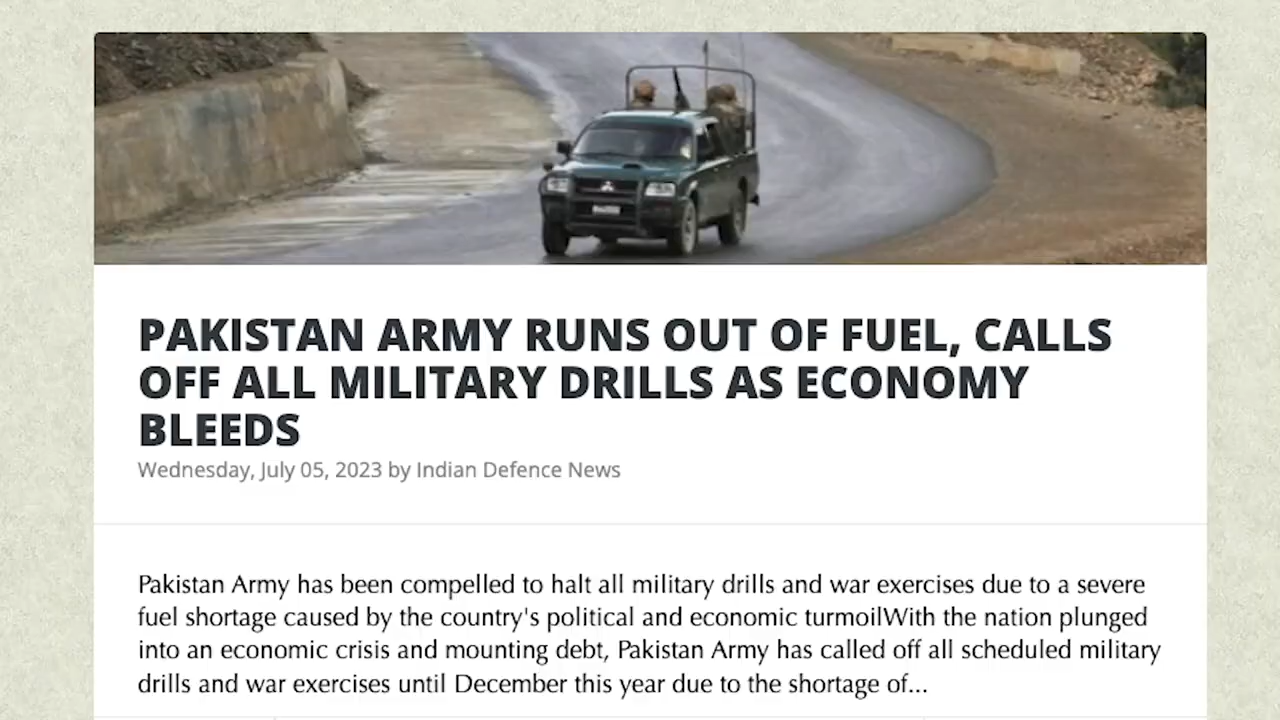 PAKISTAN ARMY RUNS OUT OF FUEL, CALLS
OFF ALL MILITARY DRILLS AS ECONOMY
BLEEDS
Wednesday, July 05, 2023 by Indian Defence News
Pakistan Army has been compelled to halt all military drills and war exercises due to a severe
fuel shortage caused by the country's political and economic turmoilWith the nation plunged
into an economic crisis and mounting debt, Pakistan Army has called off all scheduled military
drills and war exercises until December this year due to the shortage of...